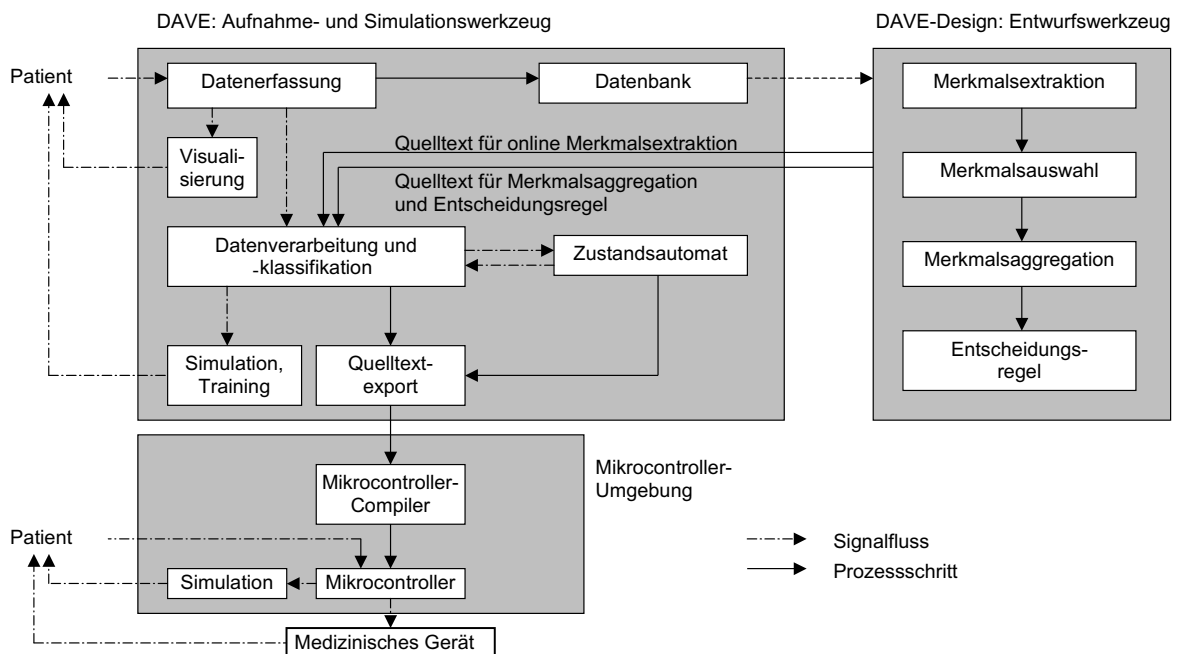 DAVE: Aufnahme- und Simulationswerkzeug
DAVE-Design: Entwurfswerkzeug
Patient
Datenerfassung
Datenbank
Merkmalsextraktion
Visuali-
sierung
Quelltext für online Merkmalsextraktion
Quelltext für Merkmalsaggregation
und Entscheidungsregel
Merkmalsauswahl
Datenverarbeitung und
-klassifikation
Zustandsautomat
Merkmalsaggregation
Simulation,
Training
Quelltext-
export
Entscheidungs-
regel
Mikrocontroller-
Compiler
Mikrocontroller-
Umgebung
Patient
Simulation
Mikrocontroller
Medizinisches Gerät
Signalfluss
Prozessschritt